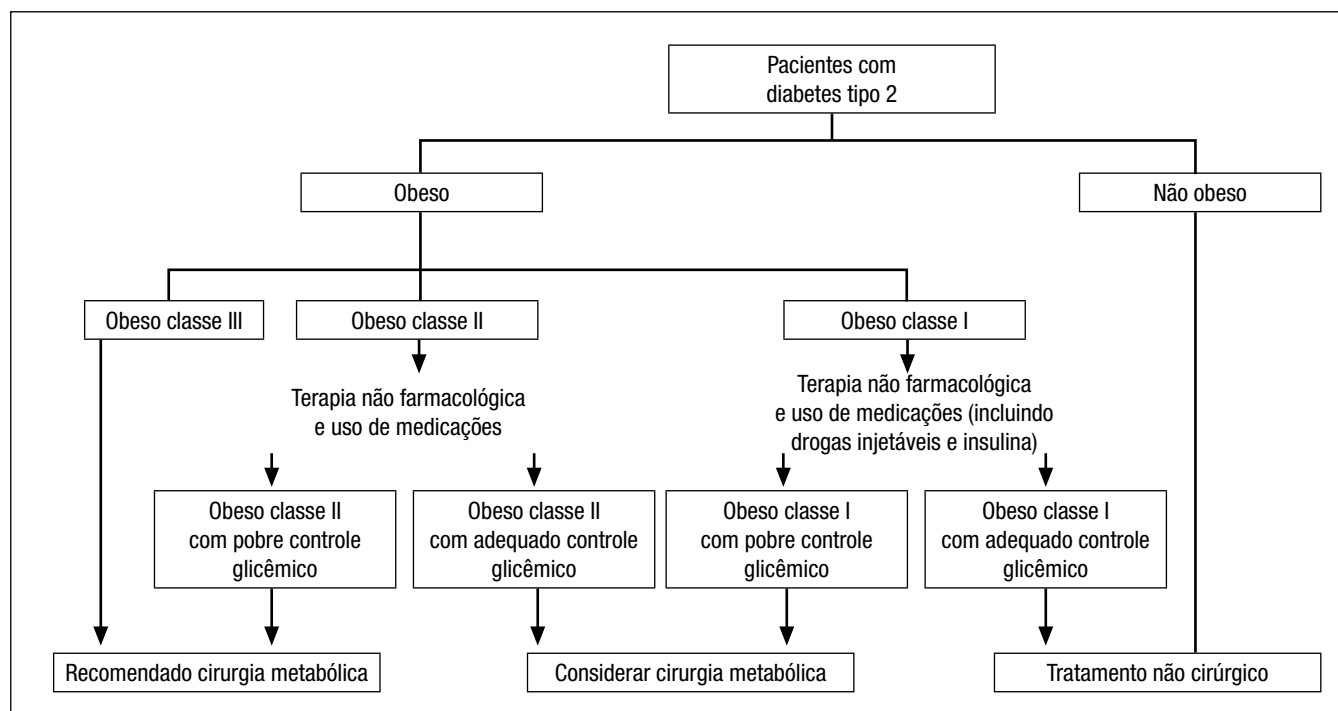 Pacientes com
diabetes tipo 2
Obeso
Não obeso
Obeso classe III
Obeso classe II
Obeso classe I
Terapia não farmacológica
e uso de medicações
Terapia não farmacológica
e uso de medicações (incluindo
drogas injetáveis e insulina)
Obeso classe II
com pobre controle
glicêmico
Obeso classe II
com adequado controle
glicêmico
Obeso classe I
com pobre controle
glicêmico
Obeso classe I
com adequado controle
glicêmico
Recomendado cirurgia metabólica
Considerar cirurgia metabólica
Tratamento não cirúrgico